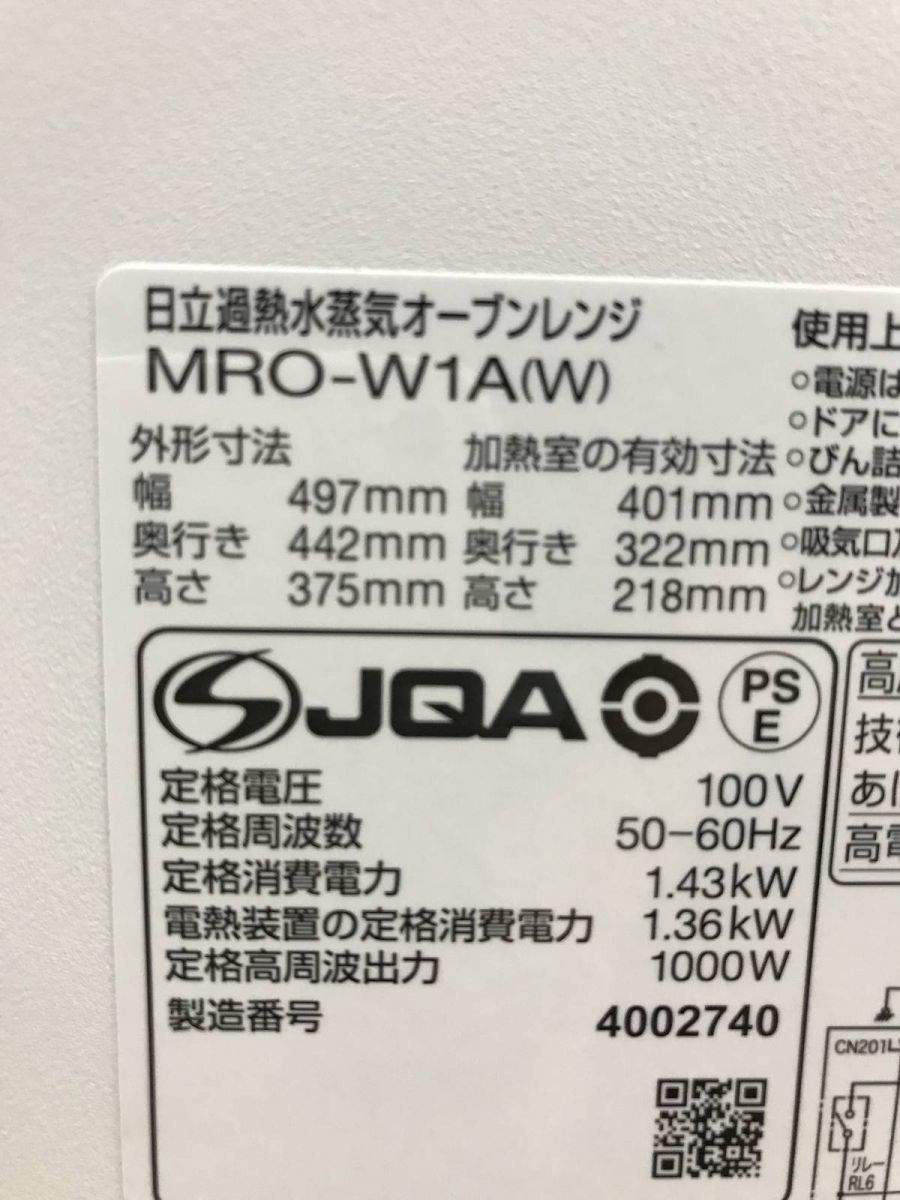 日立過熱水蒸気オーブンレンジ
MRO-W1A(W)
外形寸法
幅 497mm
奥行き 442mm
高さ 375mm
加熱室の有効寸法
幅 401mm
奥行き 322mm
高さ 218mm
JQA
PS
E
定格電圧 100V
定格周波数 50-60Hz
定格消費電力 1.43kW
電熱装置の定格消費電力 1.36kW
定格高周波出力 1000W
製造番号 4002740
使用上
○電源は
○ドアに
○びん詰
○金属製
○吸気口
○レンジ加
加熱室と
高
技
あ
高電
CN201
リレー
RL6